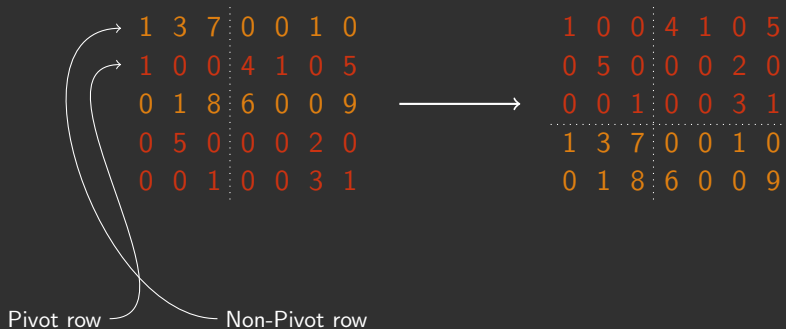 1 3 7 0 0 1 0
1 0 0 4 1 0 5
0 1 8 6 0 0 9
0 5 0 0 0 2 0
0 0 1 0 0 3 1
1 0 0 4 1 0 5
0 5 0 0 0 2 0
0 0 1 0 0 3 1
1 3 7 0 0 1 0
0 1 8 6 0 0 9
Pivot row
Non-Pivot row